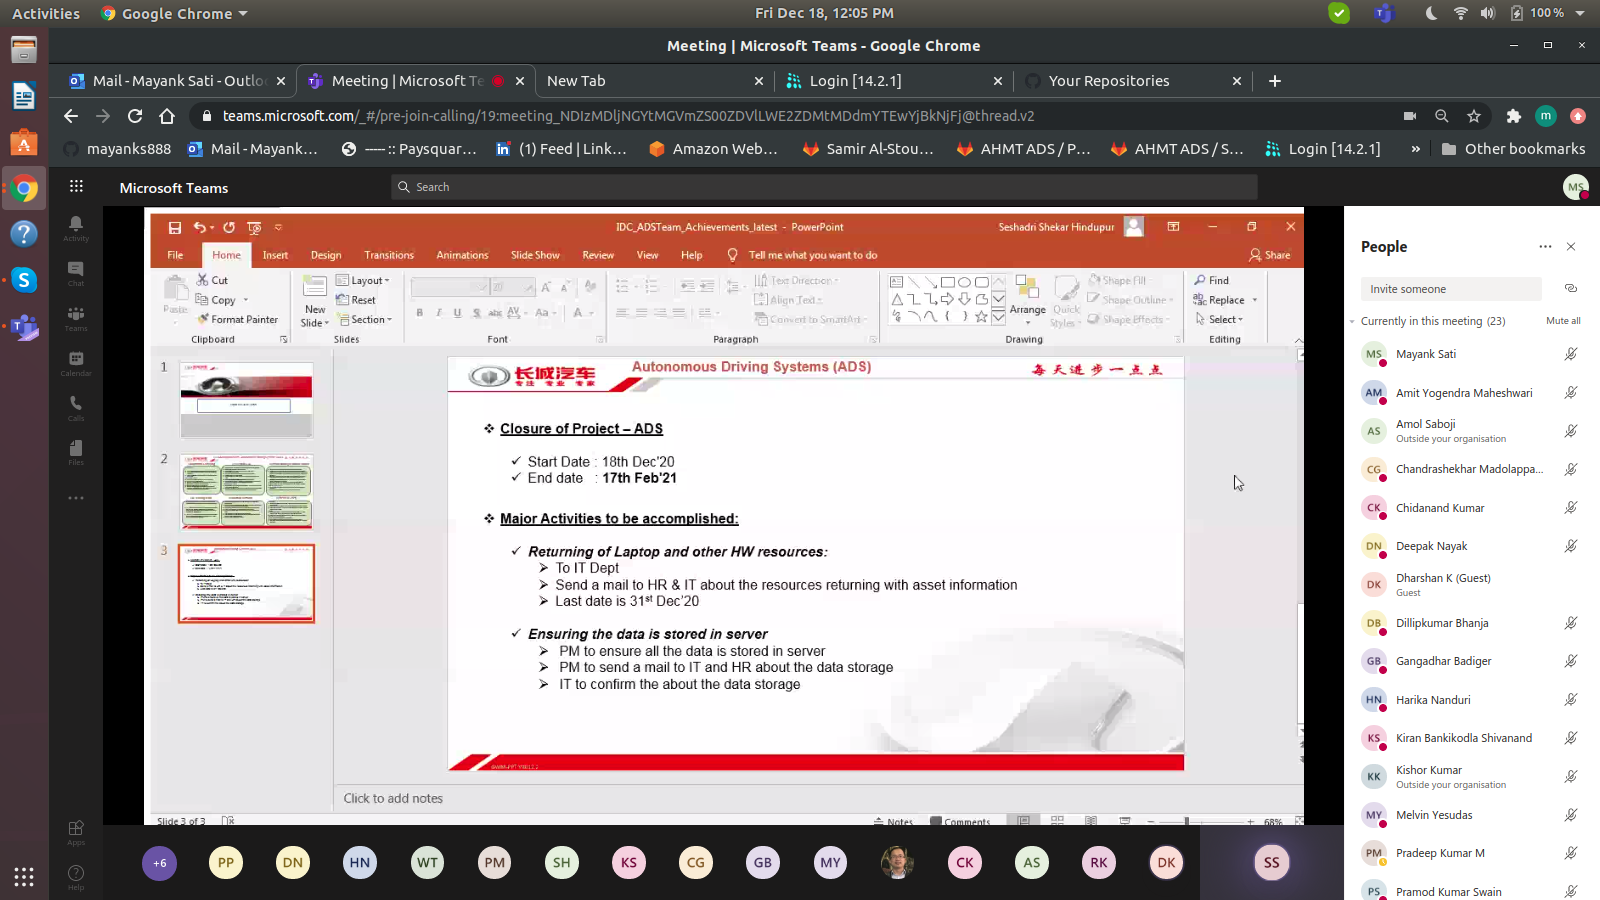 Activities
Google Chrome
Fri Dec 18, 12:05 PM
100 %
Meeting | Microsoft Teams - Google Chrome
Mail - Mayank Sati - Outlo
Meeting | Microsoft Te
New Tab
Login [14.2.1]
Your Repositories
teams.microsoft.com/_#/pre-join-calling/19:meeting_NDIzMDljNGYtMGVmZS00ZDVlLWE2ZDMtMDdmYTEwYjBkNjFj@thread.v2
m
mayanks888
Mail - Mayank...
----- :: Paysquar...
(1) Feed | Link...
Amazon Web...
Samir Al-Stou...
AHMT ADS / P...
AHMT ADS / S...
Login [14.2.1]
»
Other bookmarks
Microsoft Teams
Search
MS
Activity
Chat
Teams
Calendar
Calls
Files
Apps
Help
IDC_ADSTeam_Achievements_latest - PowerPoint
Seshadri Shekar Hindupur
File
Home
Insert
Design
Transitions
Animations
Slide Show
Review
View
Help
Tell me what you want to do
Share
Paste
Cut
Copy
Format Painter
Clipboard
New Slide
Layout
Reset
Section
Slides
20
Font
Text Direction
Align Text
Convert to SmartArt
Paragraph
Arrange
Quick Styles
Shape Fill
Shape Outline
Shape Effects
Drawing
Find
Replace
Select
Editing
1
2
3
长城汽车
专注 专业 专家
Autonomous Driving Systems (ADS)
每天进步一点点
Closure of Project – ADS
Start Date : 18th Dec'20
End date : 17th Feb'21
Major Activities to be accomplished:
Returning of Laptop and other HW resources:
To IT Dept
Send a mail to HR & IT about the resources returning with asset information
Last date is 31st Dec'20
Ensuring the data is stored in server
PM to ensure all the data is stored in server
PM to send a mail to IT and HR about the data storage
IT to confirm the about the data storage
Click to add notes
Slide 3 of 3
Notes
Comments
68%
+6
PP
DN
HN
WT
PM
SH
KS
CG
GB
MY
CK
AS
RK
DK
SS
People
Invite someone
Currently in this meeting (23)
Mute all
MS Mayank Sati
AM Amit Yogendra Maheshwari
AS Amol Saboji
Outside your organisation
CG Chandrashekhar Madolappa...
CK Chidanand Kumar
DN Deepak Nayak
DK Dharshan K (Guest)
Guest
DB Dillipkumar Bhanja
GB Gangadhar Badiger
HN Harika Nanduri
KS Kiran Bankikodla Shivanand
KK Kishor Kumar
Outside your organisation
MY Melvin Yesudas
PM Pradeep Kumar M
PS Pramod Kumar Swain